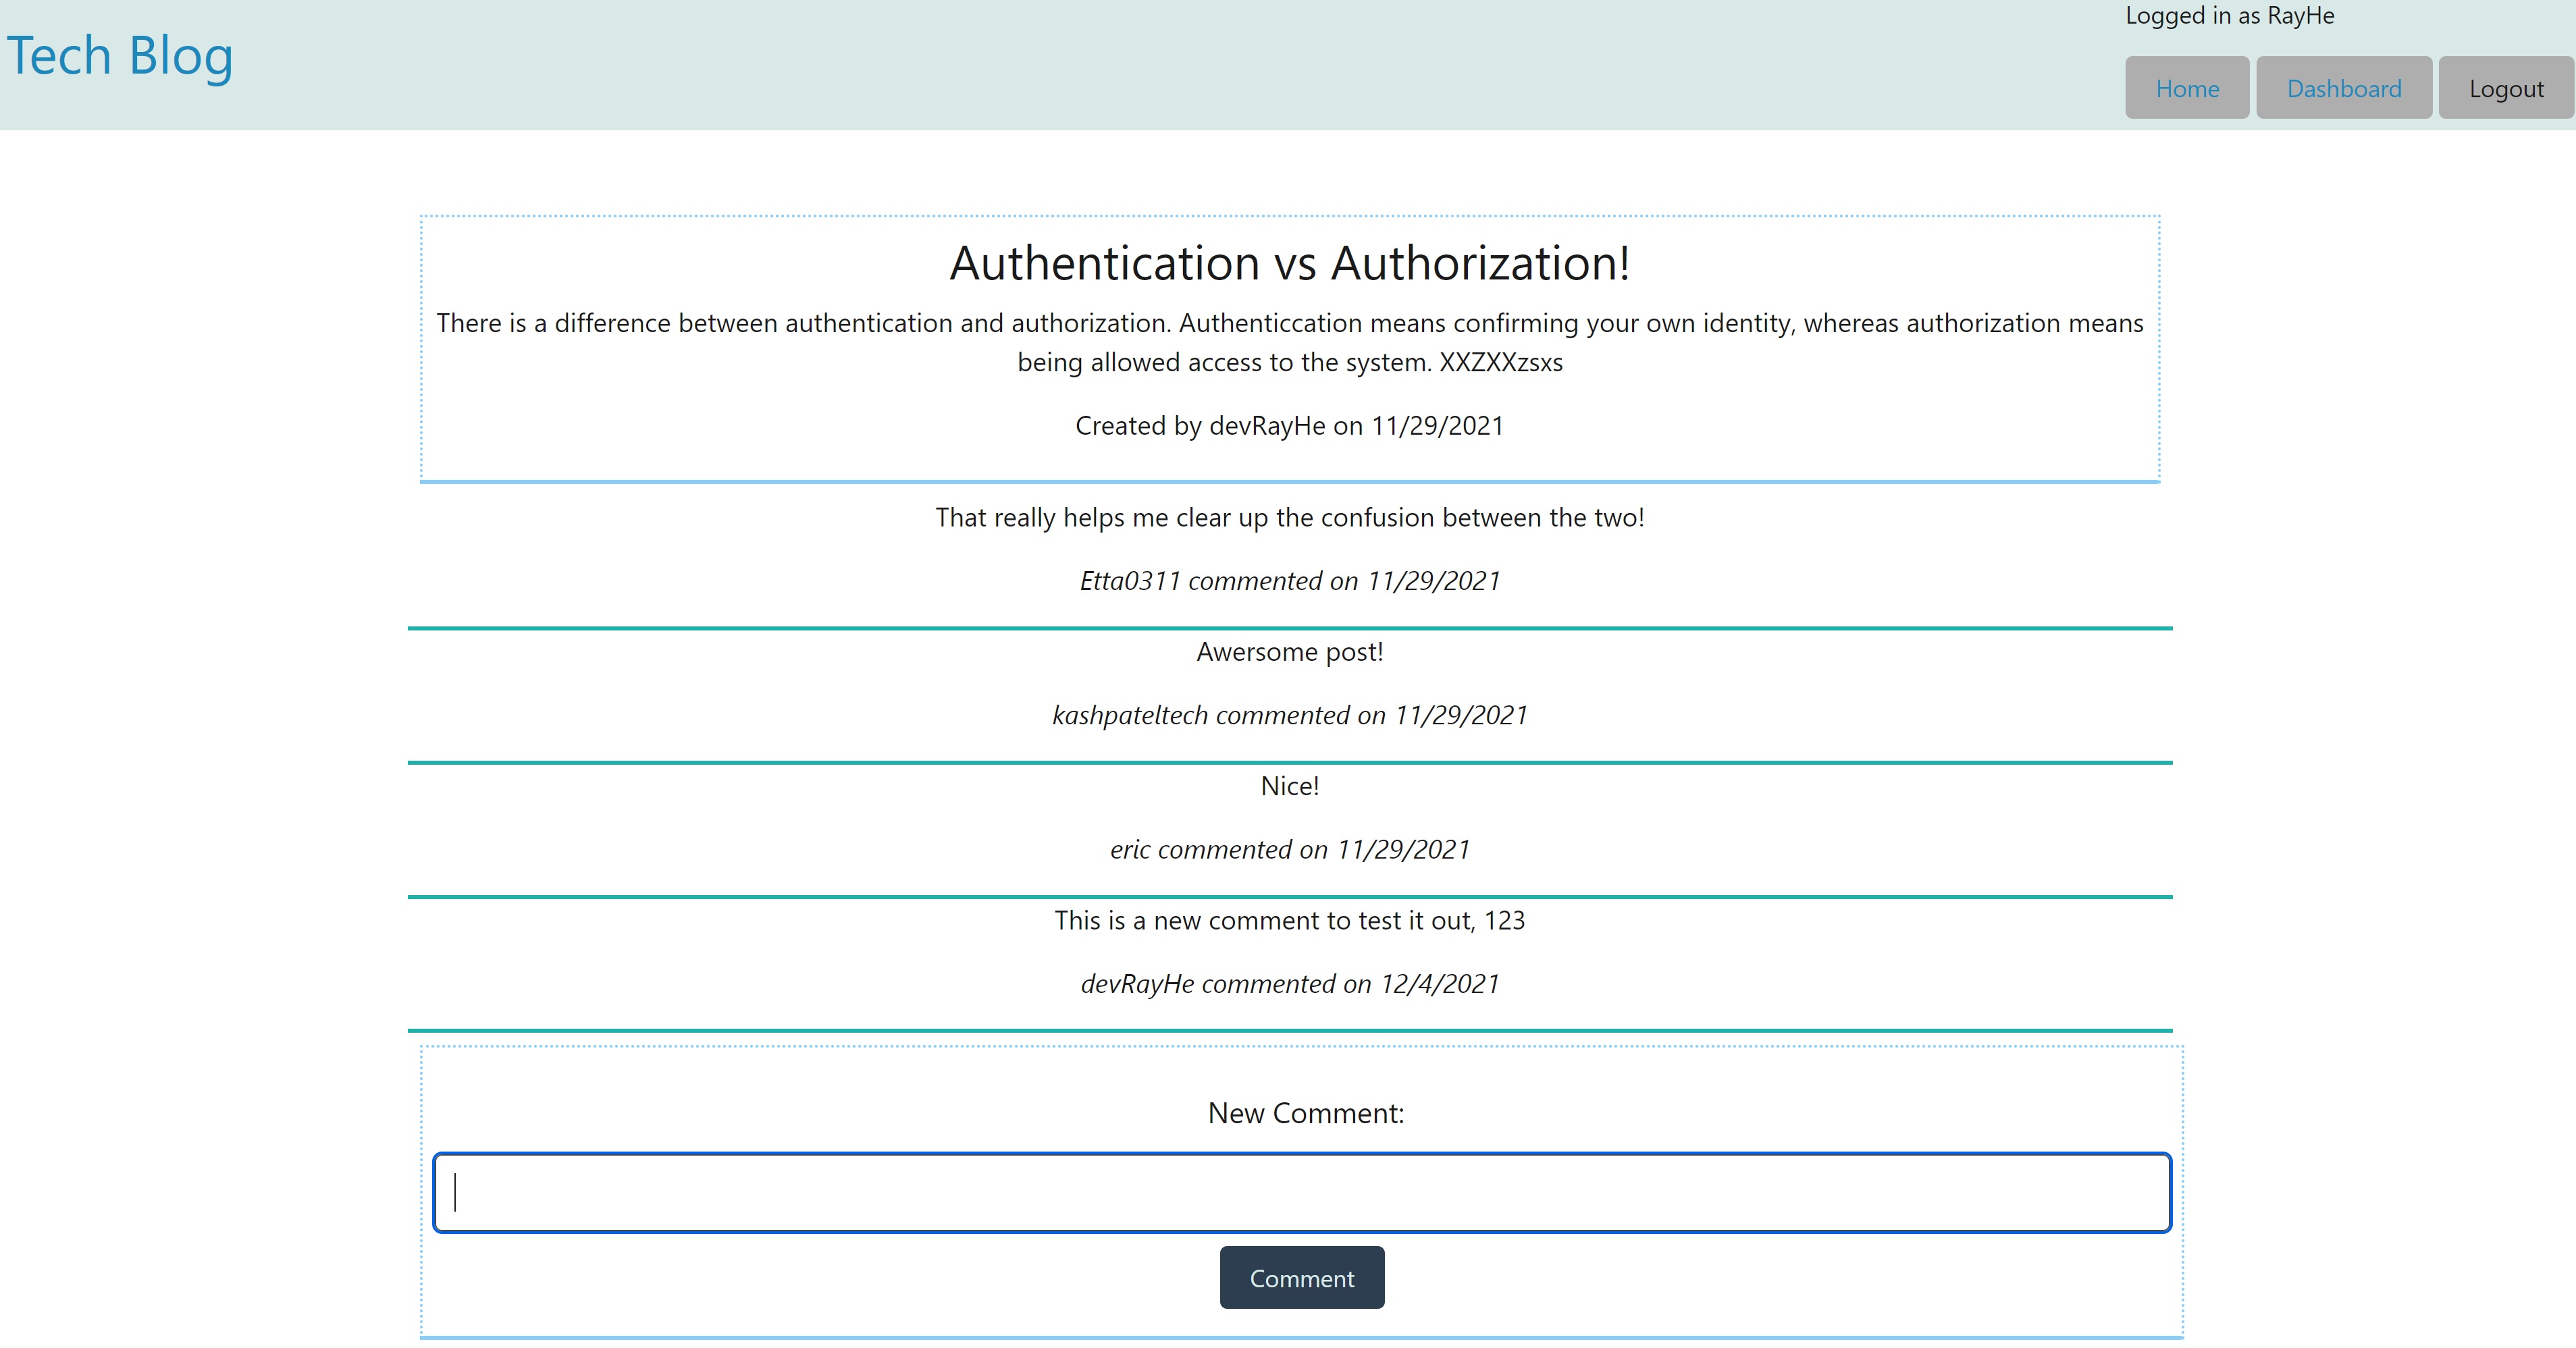 Tech Blog
Logged in as RayHe
Home
Dashboard
Logout
Authentication vs Authorization!
There is a difference between authentication and authorization. Authenticcation means confirming your own identity, whereas authorization means
being allowed access to the system. XXZXXzsxs
Created by devRayHe on 11/29/2021
That really helps me clear up the confusion between the two!
Etta0311 commented on 11/29/2021
Awersome post!
kashpateltech commented on 11/29/2021
Nice!
eric commented on 11/29/2021
This is a new comment to test it out, 123
devRayHe commented on 12/4/2021
New Comment:
Comment